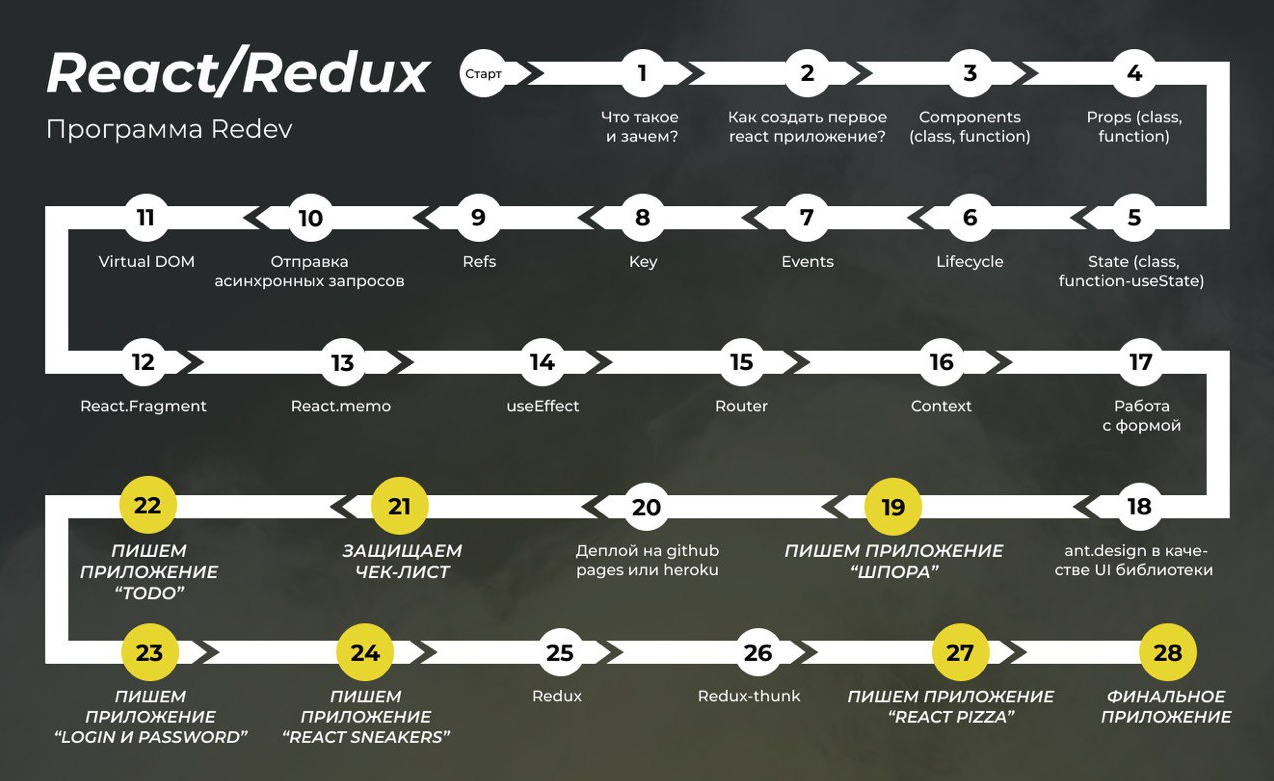 React/Redux
Программа Redev
Старт
1
Что такое
и зачем?
2
Как создать первое
react приложение?
3
Components
(class, function)
4
Props (class,
function)
5
State (class,
function-useState)
6
Lifecycle
7
Events
8
Key
9
Refs
10
Отправка
асинхронных запросов
11
Virtual DOM
12
React.Fragment
13
React.memo
14
useEffect
15
Router
16
Context
17
Работа
с формой
18
ant.design в каче-
стве UI библиотеки
19
ПИШЕМ ПРИЛОЖЕНИЕ
“ШПОРА”
20
Деплой на github
pages или heroku
21
ЗАЩИЩАЕМ
ЧЕК-ЛИСТ
22
ПИШЕМ
ПРИЛОЖЕНИЕ
“TODO”
23
ПИШЕМ
ПРИЛОЖЕНИЕ
“LOGIN И PASSWORD”
24
ПИШЕМ
ПРИЛОЖЕНИЕ
“REACT SNEAKERS”
25
Redux
26
Redux-thunk
27
ПИШЕМ ПРИЛОЖЕНИЕ
“REACT PIZZA”
28
ФИНАЛЬНОЕ
ПРИЛОЖЕНИЕ